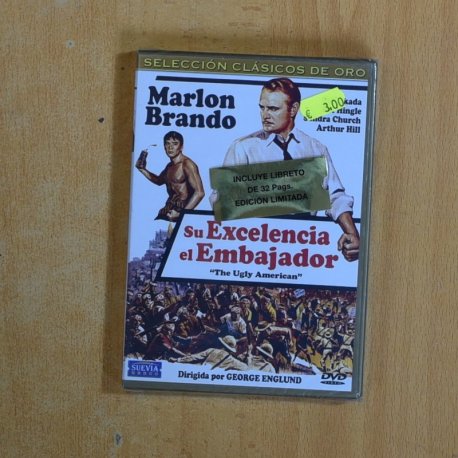 SELECCIÓN CLÁSICOS DE ORO
Marlon
Brando
€ 3,00
Arthur Hill
Church
INCLUYE LIBRETO
DE 32 Pags.
EDICIÓN LIMITADA
Su Excelencia
el Embajador
"The Ugly American"
SUEVIA
Dirigida por GEORGE ENGLUND
DVD
VIDEO